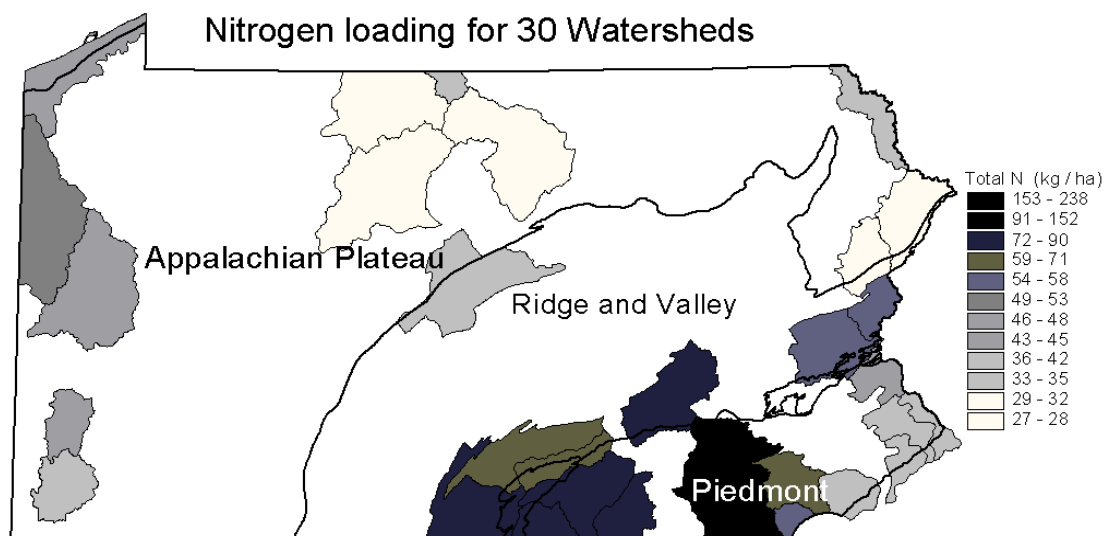 Nitrogen loading for 30 Watersheds
Total N (kg / ha)
153 - 238
91 - 152
72 - 90
59 - 71
54 - 58
49 - 53
46 - 48
43 - 45
36 - 42
33 - 35
29 - 32
27 - 28
Appalachian Plateau
Ridge and Valley
Piedmont